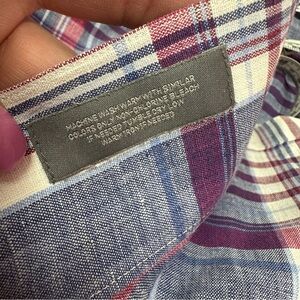 MACHINE WASH WARM WITH SIMILAR
COLORS ONLY NON-CHLORINE BLEACH
IF NEEDED TUMBLE DRY LOW
WARM IRON IF NEEDED